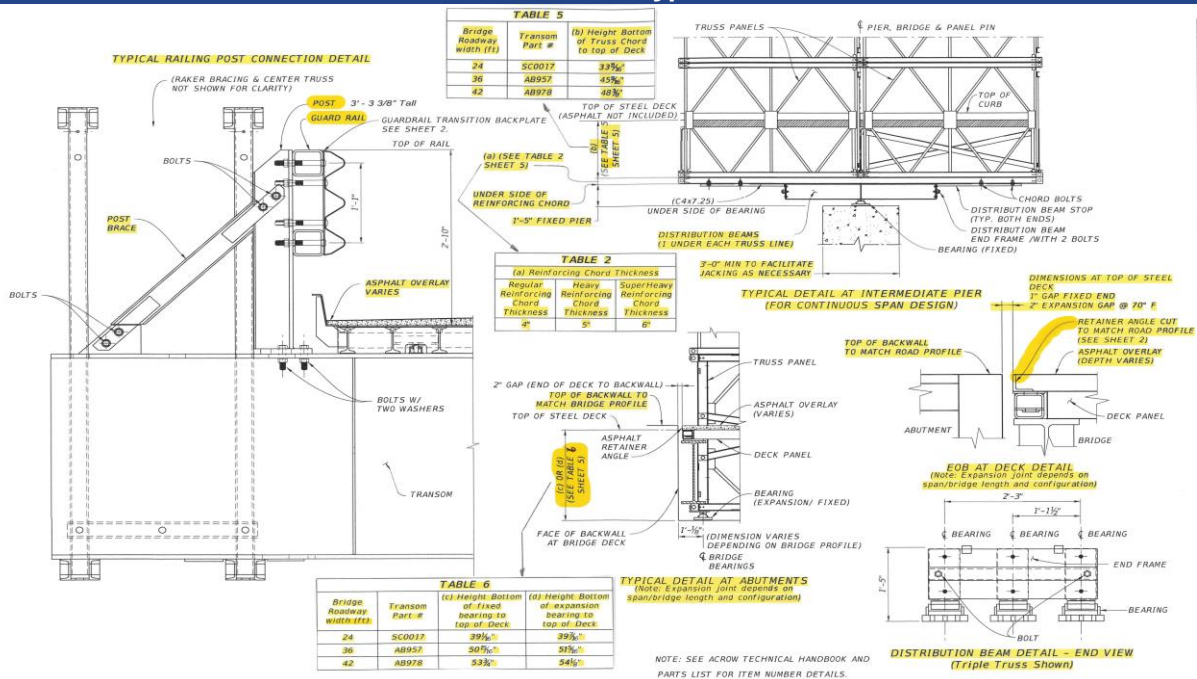 TABLE 5
Bridge Roadway width (ft)
Transom Part #
(b) Height Bottom of Truss Chord to top of Deck
24 SC0017
36 AB957
42 AB978
TYPICAL RAILING POST CONNECTION DETAIL
(RAKER BRACING & CENTER TRUSS
NOT SHOWN FOR CLARITY)
POST 3' - 3 3/8" Tall
GUARD RAIL
GUARDRAIL TRANSITION BACKPLATE
SEE SHEET 2.
TOP OF RAIL
BOLTS
POST
BRACE
1'-1"
2'-10"
BOLTS
ASPHALT OVERLAY
VARIES
BOLTS W/
TWO WASHERS
TRANSOM
TRUSS PANELS
℄ PIER, BRIDGE & PANEL PIN
TOP OF
CURB
TOP OF STEEL DECK
(ASPHALT NOT INCLUDED)
(b)
(SEE TABLE 5
SHEET 5)
(a) (SEE TABLE 2
SHEET 5)
UNDER SIDE OF
REINFORCING CHORD
1'-5" FIXED PIER
(C4x7.25)
UNDER SIDE OF BEARING
CHORD BOLTS
DISTRIBUTION BEAM STOP
(TYP. BOTH ENDS)
DISTRIBUTION BEAM
END FRAME /WITH 2 BOLTS
BEARING (FIXED)
DISTRIBUTION BEAMS
(1 UNDER EACH TRUSS LINE)
3'-0" MIN TO FACILITATE
JACKING AS NECESSARY
TYPICAL DETAIL AT INTERMEDIATE PIER
(FOR CONTINUOUS SPAN DESIGN)
TABLE 2
(a) Reinforcing Chord Thickness
Regular Reinforcing Chord Thickness
Heavy Reinforcing Chord Thickness
SuperHeavy Reinforcing Chord Thickness
4" 5" 6"
DIMENSIONS AT TOP OF STEEL
DECK
1" GAP FIXED END
2" EXPANSION GAP @ 70° F
RETAINER ANGLE CUT
TO MATCH ROAD PROFILE
(SEE SHEET 2)
ASPHALT OVERLAY
(DEPTH VARIES)
TOP OF BACKWALL
TO MATCH ROAD PROFILE
DECK PANEL
ABUTMENT
BRIDGE
EOB AT DECK DETAIL
(Note: Expansion joint depends on
span/bridge length and configuration)
TRUSS PANEL
2" GAP (END OF DECK TO BACKWALL)
TOP OF BACKWALL TO
MATCH BRIDGE PROFILE
TOP OF STEEL DECK
ASPHALT OVERLAY
(VARIES)
ASPHALT
RETAINER
ANGLE
DECK PANEL
(c) OR (d)
(SEE TABLE 6
SHEET 5)
BEARING
(EXPANSION/ FIXED)
FACE OF BACKWALL
AT BRIDGE DECK
(DIMENSION VARIES
DEPENDING ON BRIDGE PROFILE)
℄ BRIDGE
BEARINGS
TYPICAL DETAIL AT ABUTMENTS
(Note: Expansion joint depends on
span/bridge length and configuration)
2'-3"
1'-1½"
℄ BEARING ℄ BEARING ℄ BEARING
END FRAME
1'-5"
BEARING
BOLT
DISTRIBUTION BEAM DETAIL - END VIEW
(Triple Truss Shown)
TABLE 6
Bridge Roadway width (ft)
Transom Part #
(c) Height Bottom of fixed bearing to top of Deck
(d) Height Bottom of expansion bearing to top of Deck
24 SC0017
36 AB957
42 AB978
NOTE: SEE ACROW TECHNICAL HANDBOOK AND
PARTS LIST FOR ITEM NUMBER DETAILS.